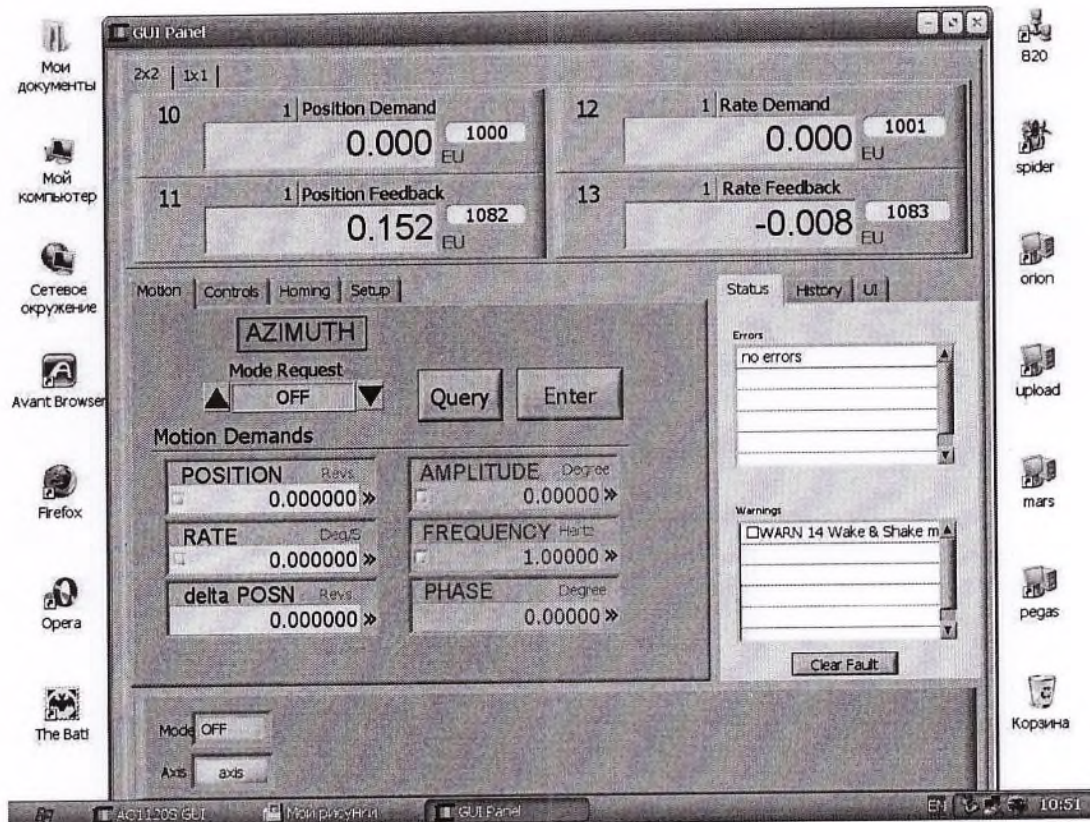 GUI Panel
Мои документы
Мой компьютер
Сетевое окружение
Avant Browser
Firefox
Opera
The Bat!
2x2 1x1
10 1 Position Demand
0.000 EU 1000
12 1 Rate Demand
0.000 EU 1001
11 1 Position Feedback
0.152 EU 1082
13 1 Rate Feedback
-0.008 EU 1083
Motion Controls Homing Setup
AZIMUTH
Mode Request
OFF
Query Enter
Motion Demands
POSITION Revs
0.000000 »
AMPLITUDE Degree
0.00000 »
RATE Deg/S
0.000000 »
FREQUENCY Hertz
1.00000 »
delta POSN Revs
0.000000 »
PHASE Degree
0.00000 »
Status History UI
Errors
no errors
Warnings
WARN 14 Wake & Shake m
Clear Fault
Mode OFF
Axis axis
B20
spider
orion
upload
mars
pegas
Корзина
AC1120S GUI Мои рисунки GUI Panel EN 10:51